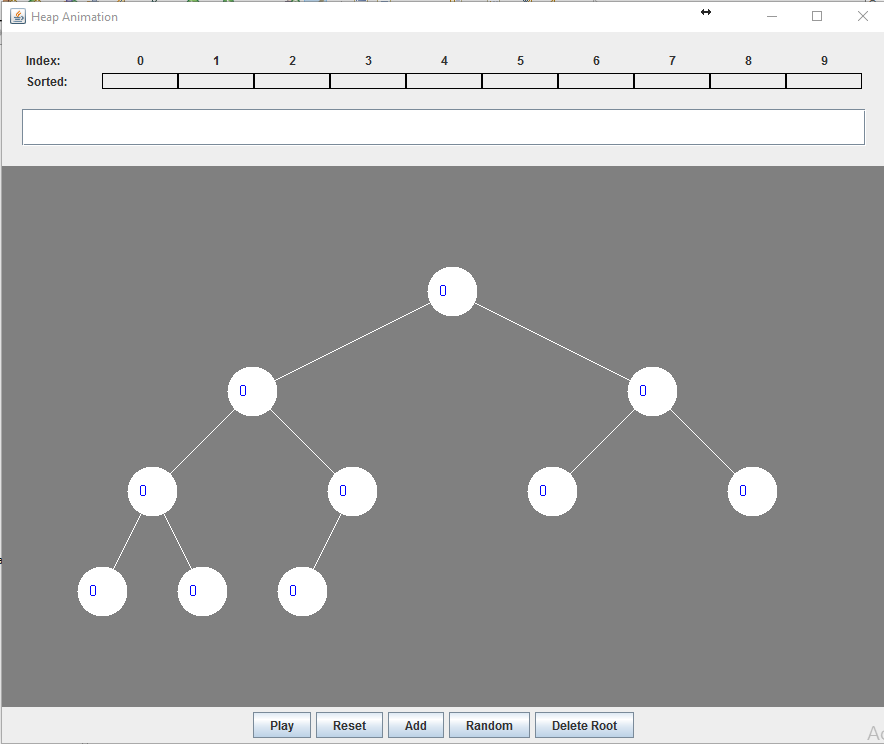 Heap Animation
Index: 0 1 2 3 4 5 6 7 8 9
Sorted:
0
0 0
0 0 0 0
0 0 0
Play Reset Add Random Delete Root